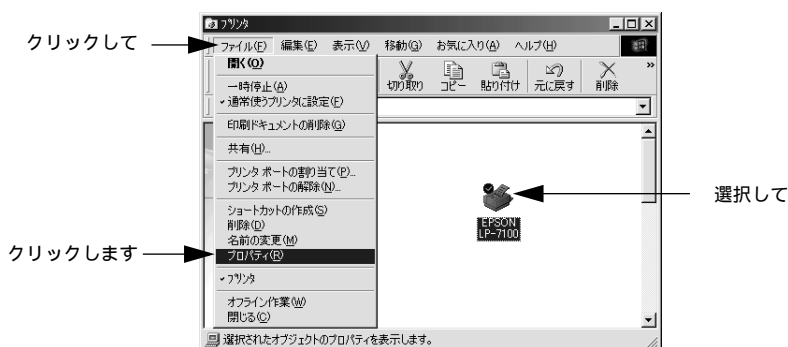 プリンタ
クリックして
ファイル(F) 編集(E) 表示(V) 移動(G) お気に入り(A) ヘルプ(H)
開く(O)
切り取り コピー 貼り付け 元に戻す 削除 »
一時停止(A)
通常使うプリンタに設定(F)
印刷ドキュメントの削除(G)
共有(H)...
プリンタ ポートの割り当て(P)...
プリンタ ポートの解除(N)...
選択して
ショートカットの作成(S)
削除(D)
名前の変更(M)
EPSON
LP-7100
クリックします
プロパティ(R)
プリンタ
オフライン作業(W)
閉じる(C)
選択されたオブジェクトのプロパティを表示します。